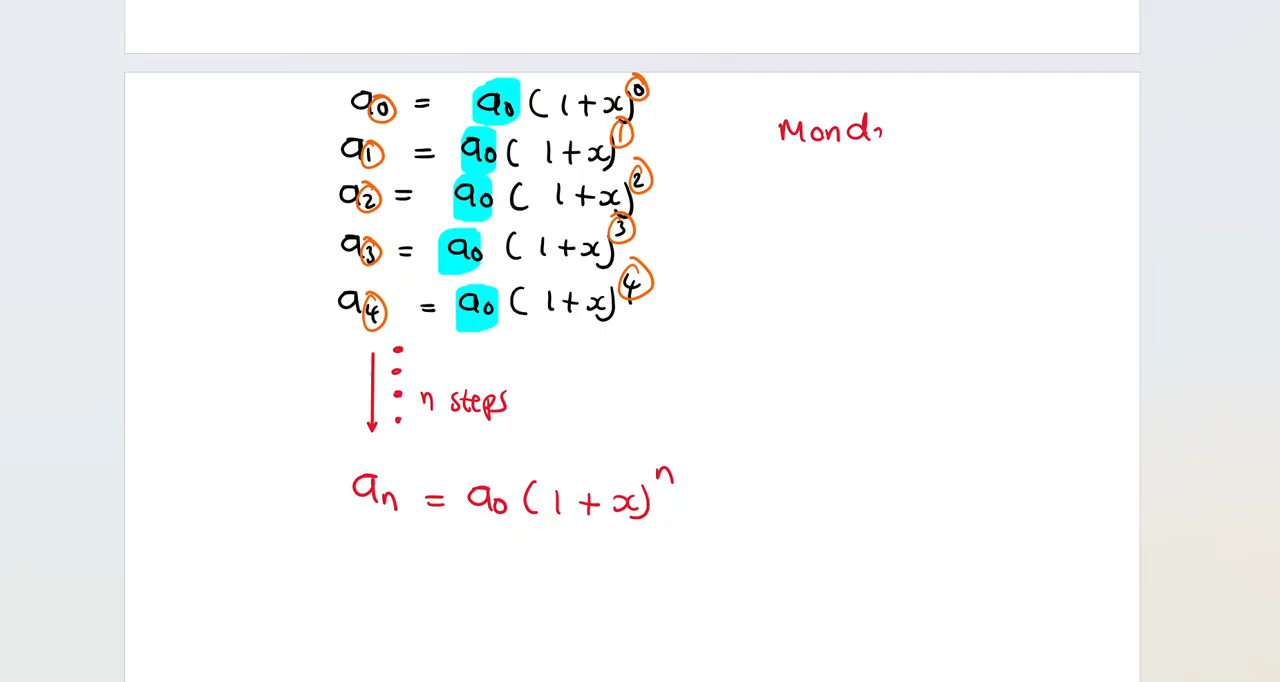 a₀ = a₀ (1+x)⁰
a₁ = a₀ (1+x)¹
a₂ = a₀ (1+x)²
a₃ = a₀ (1+x)³
a₄ = a₀ (1+x)⁴
n steps
aₙ = a₀ (1+x)ⁿ
Mond